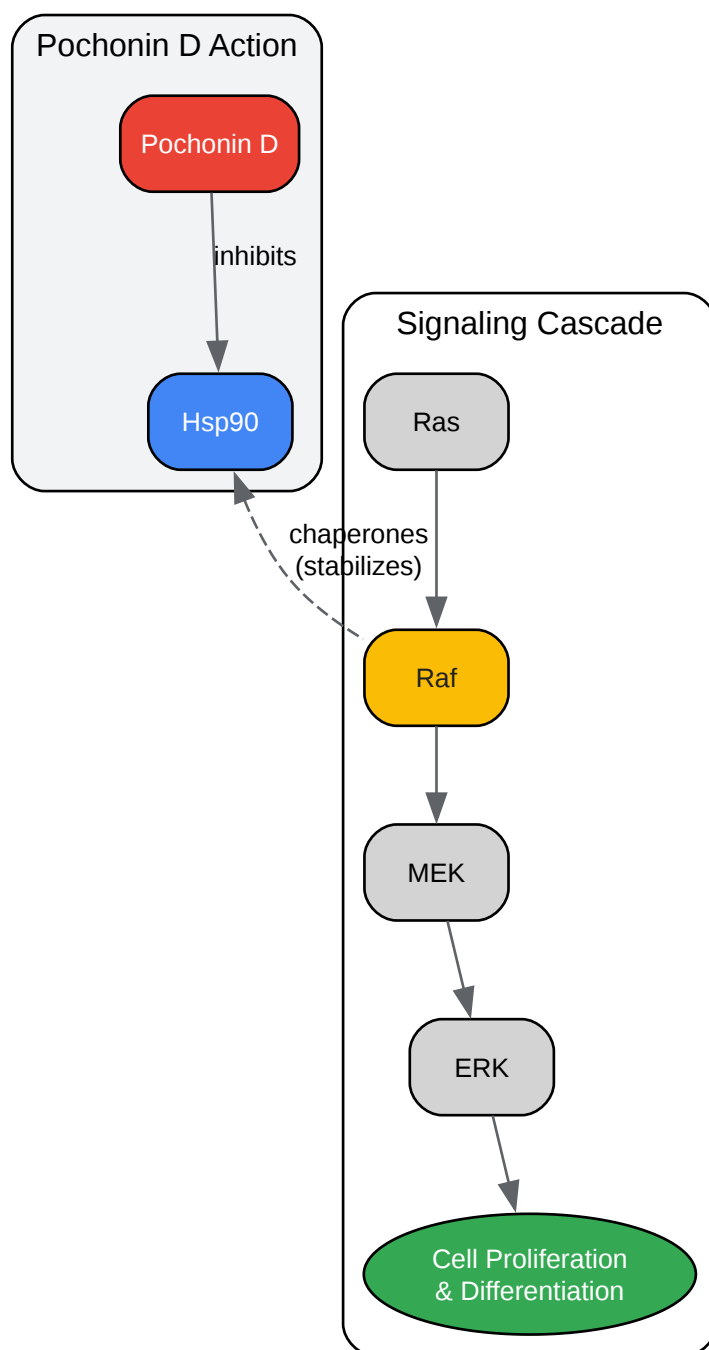 Pochonin D Action
Pochonin D
inhibits
Hsp90
Signaling Cascade
Ras
chaperones
(stabilizes)
Raf
MEK
ERK
Cell Proliferation
& Differentiation